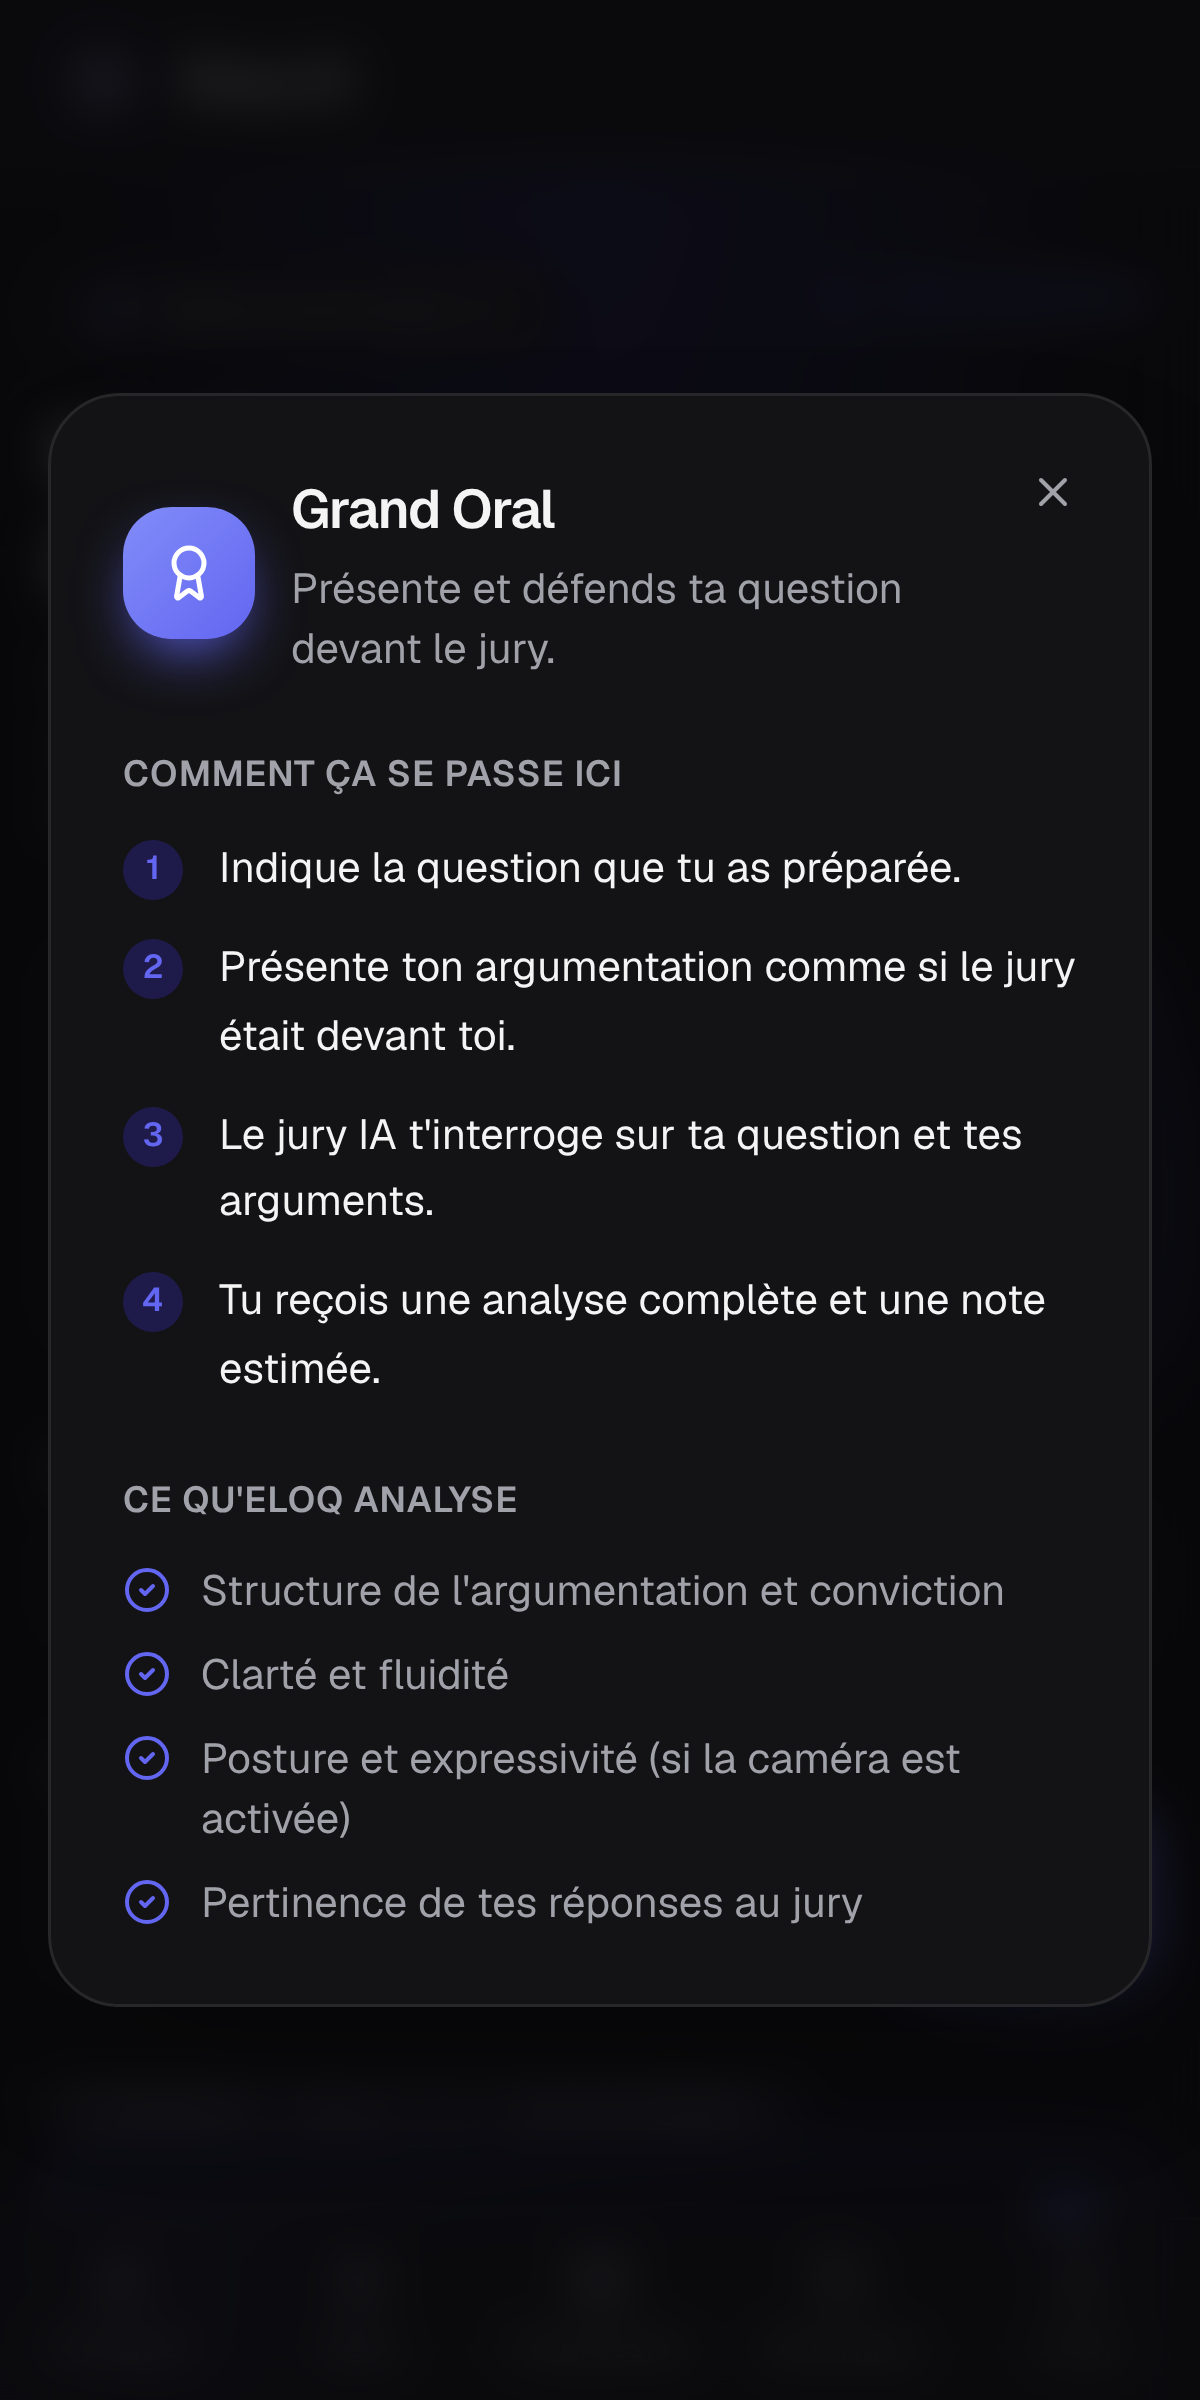 Grand Oral
Présente et défends ta question
devant le jury.
COMMENT ÇA SE PASSE ICI
1 Indique la question que tu as préparée.
2 Présente ton argumentation comme si le jury
était devant toi.
3 Le jury IA t'interroge sur ta question et tes
arguments.
4 Tu reçois une analyse complète et une note
estimée.
CE QU'ELOQ ANALYSE
Structure de l'argumentation et conviction
Clarté et fluidité
Posture et expressivité (si la caméra est
activée)
Pertinence de tes réponses au jury